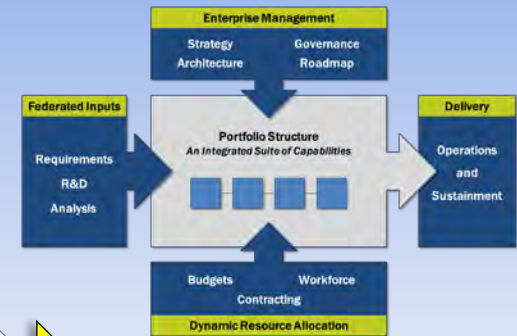 Enterprise Management
Strategy Governance
Architecture Roadmap
Federated Inputs
Requirements
R&D
Analysis
Portfolio Structure
An Integrated Suite of Capabilities
Delivery
Operations
and
Sustainment
Budgets Workforce
Contracting
Dynamic Resource Allocation